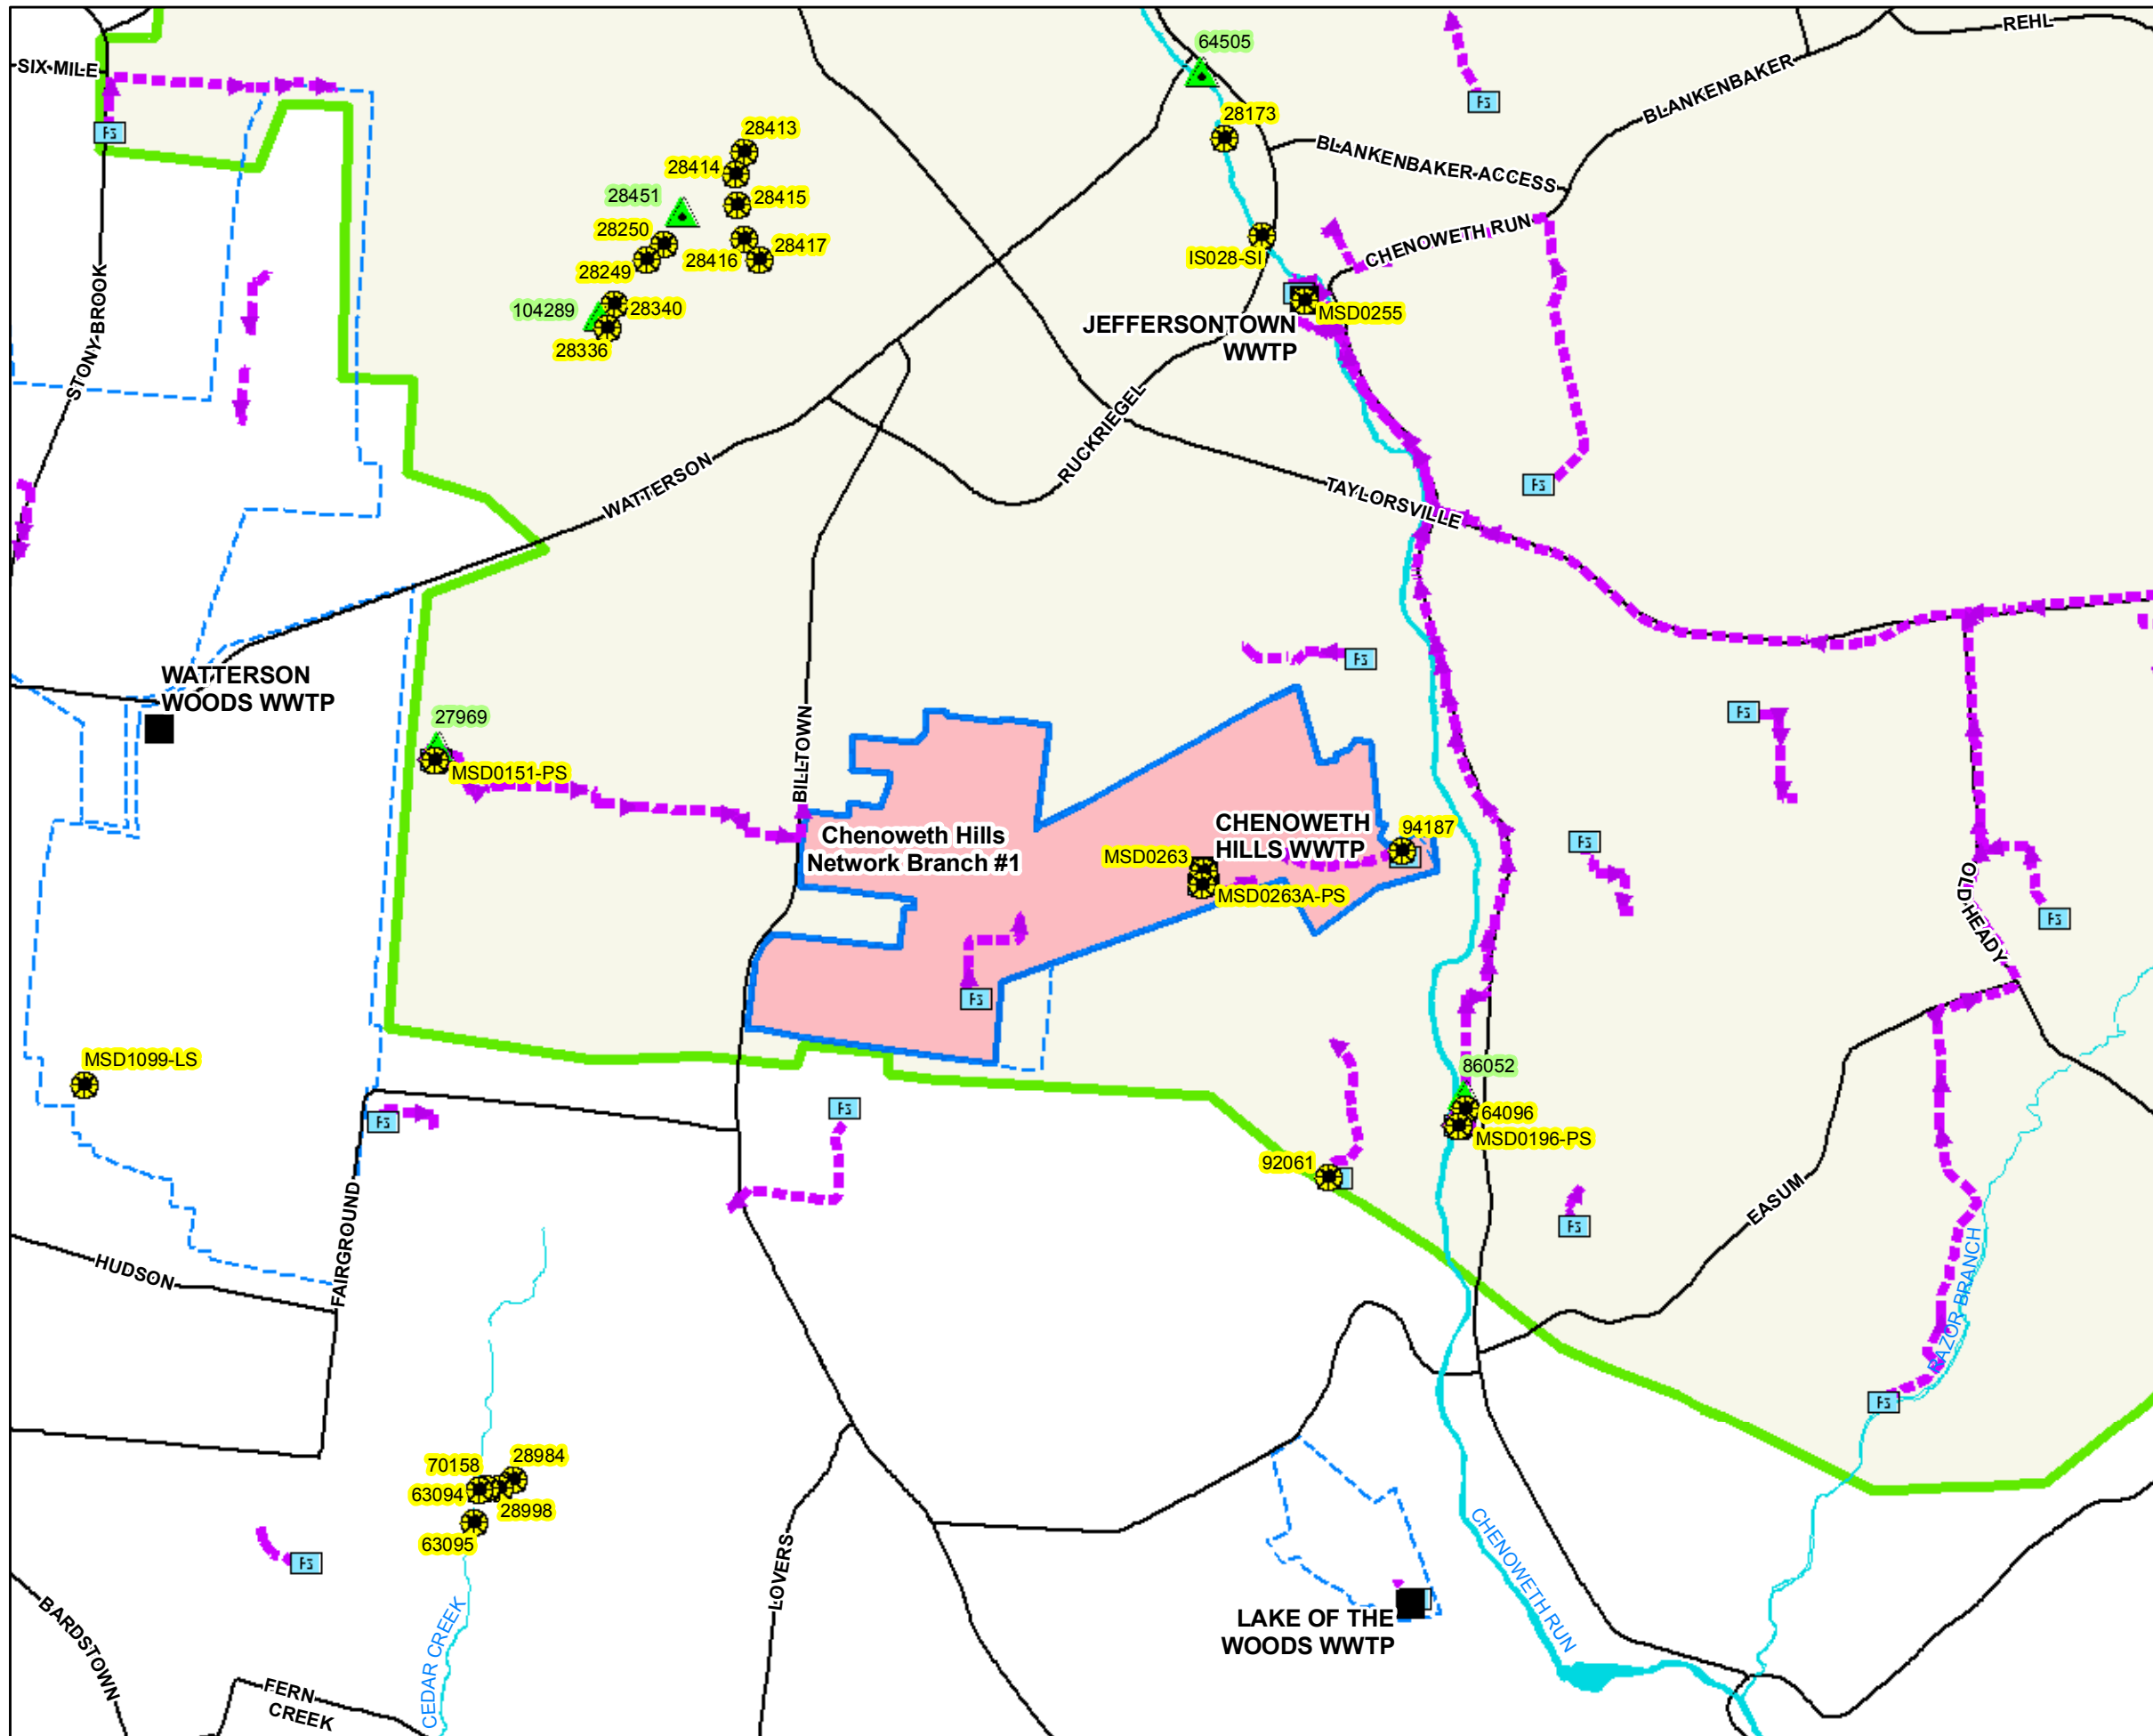 64505
REHL
SIX MILE
BLANKENBAKER
28173
28413
28414
BLANKENBAKER ACCESS
28451
28415
28250
28416
28417
CHENOWETH RUN
28249
IS028-SI
STONYBROOK
104289
28340
MSD0255
28336
JEFFERSONTOWN
WWTP
RUCKRIEGEL
WATTERSON
TAYLORSVILLE
WATTERSON
WOODS WWTP
27969
MSD0151-PS
BILLTOWN
Chenoweth Hills
Network Branch #1
CHENOWETH
HILLS WWTP
94187
MSD0263
MSD0263A-PS
OLD HEADY
MSD1099-LS
86052
64096
MSD0196-PS
92061
EASUM
FAIRGROUND
HUDSON
RAZOR BRANCH
28984
70158
63094
28998
63095
CHENOWETH RUN
LOVERS
LAKE OF THE
WOODS WWTP
BARDSTOWN
CEDAR CREEK
FERN
CREEK